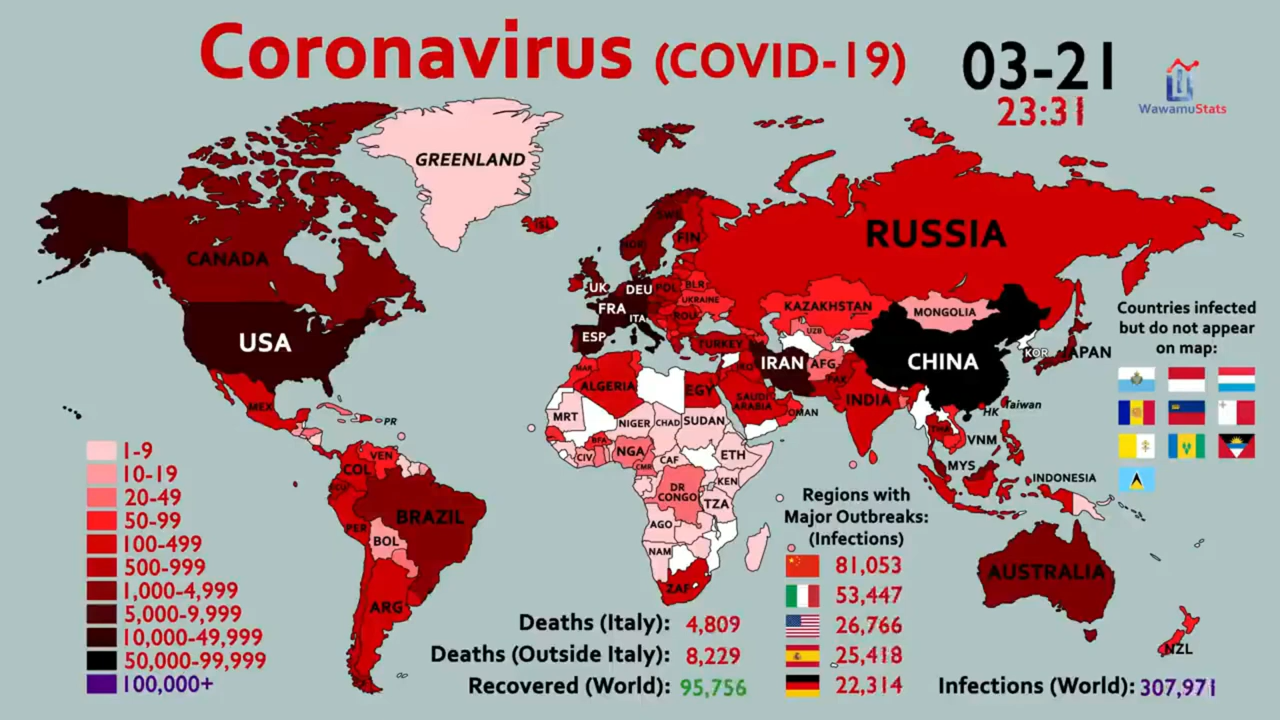 Coronavirus (COVID-19)
03-21
23:31
WawamuStats
GREENLAND
ISL
RUSSIA
CANADA
SWE
NOR
FIN
UK
DEU
POL
BLR
UKRAINE
FRA
ITA
ROU
KAZAKHSTAN
MONGOLIA
USA
ESP
TURKEY
UZB
IRAN
AFG
CHINA
KOR
JAPAN
Countries infected
but do not appear
on map:
MAR
ALGERIA
EGY
IRQ
PAK
SAUDI
ARABIA
OMAN
INDIA
HK
Taiwan
MEX
PR
MRT
NIGER
CHAD
SUDAN
THA
VNM
BFA
CIV
NGA
CMR
CAF
ETH
MYS
INDONESIA
VEN
COL
ECU
DR
CONGO
KEN
TZA
PER
BRAZIL
BOL
AGO
NAM
ZAF
ARG
AUSTRALIA
NZL
1-9
10-19
20-49
50-99
100-499
500-999
1,000-4,999
5,000-9,999
10,000-49,999
50,000-99,999
100,000+
Regions with
Major Outbreaks:
(Infections)
81,053
53,447
26,766
25,418
22,314
Deaths (Italy): 4,809
Deaths (Outside Italy): 8,229
Recovered (World): 95,756
Infections (World): 307,971